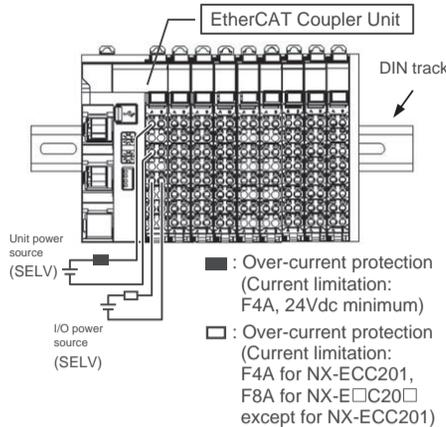 EtherCAT Coupler Unit
DIN track
Unit power
source
(SELV)
I/O power
source
(SELV)
■ : Over-current protection
(Current limitation:
F4A, 24Vdc minimum)
□ : Over-current protection
(Current limitation:
F4A for NX-ECC201,
F8A for NX-E□C20□
except for NX-ECC201)